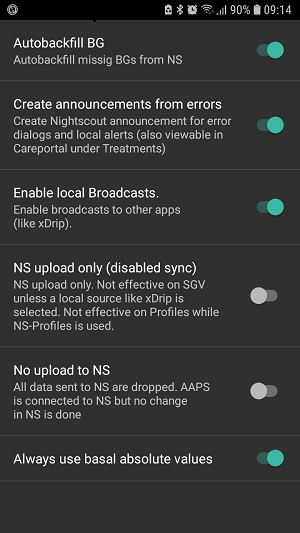 90% 09:14
Autobackfill BG
Autobackfill missig BGs from NS
Create announcements from errors
Create Nightscout announcement for error
dialogs and local alerts (also viewable in
Careportal under Treatments)
Enable local Broadcasts.
Enable broadcasts to other apps
(like xDrip).
NS upload only (disabled sync)
NS upload only. Not effective on SGV
unless a local source like xDrip is
selected. Not effective on Profiles while
NS-Profiles is used.
No upload to NS
All data sent to NS are dropped. AAPS
is connected to NS but no change
in NS is done
Always use basal absolute values